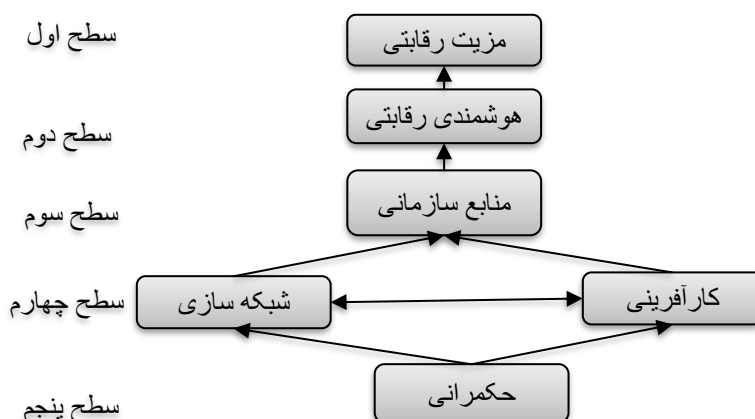 سطح اول
مزیت رقابتی
هوشمندی رقابتی
سطح دوم
منابع سازمانی
سطح سوم
کارآفرینی
شبکه سازی
سطح چهارم
حکمرانی
سطح پنجم